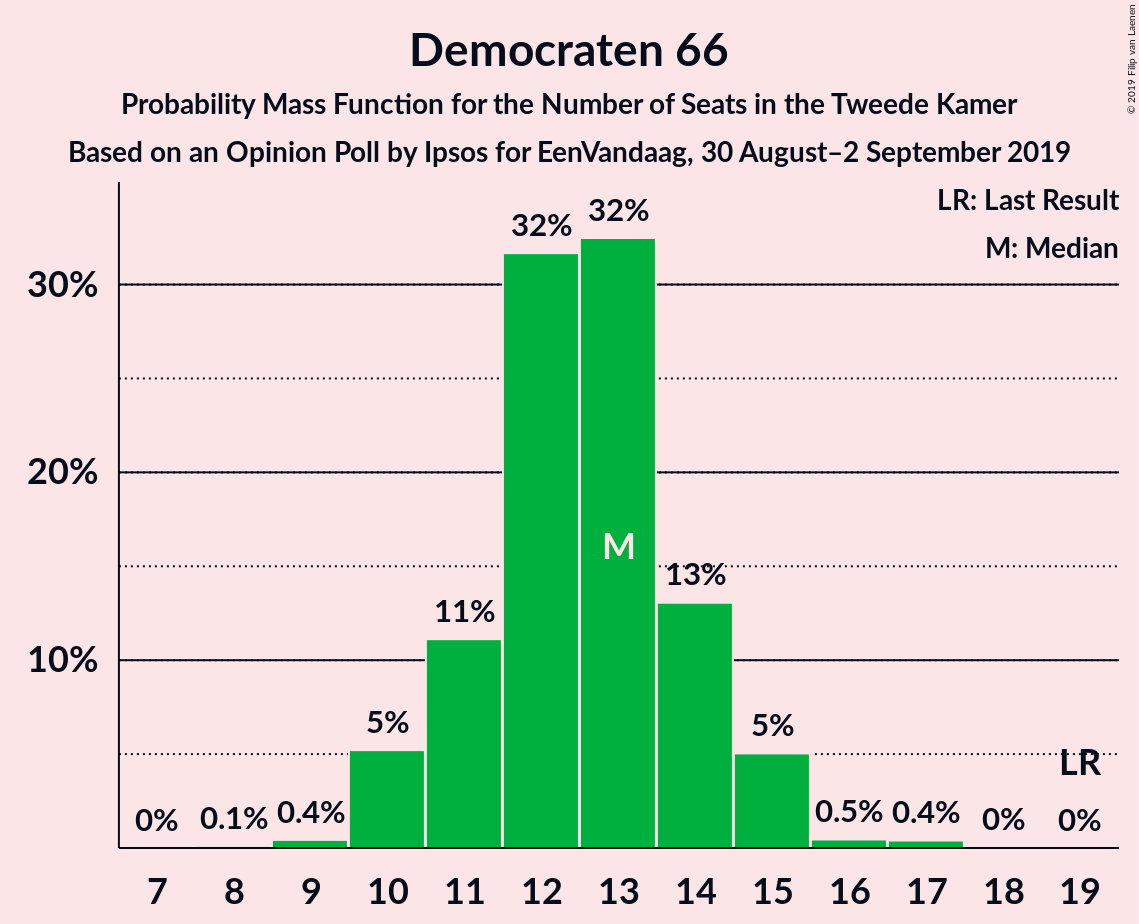 Democraten 66
Probability Mass Function for the Number of Seats in the Tweede Kamer
Based on an Opinion Poll by Ipsos for EenVandaag, 30 August–2 September 2019
© 2019 Filip van Laenen
LR: Last Result
M: Median
30%
20%
10%
0% 0.1% 0.4% 5% 11% 32% 32% 13% 5% 0.5% 0.4% 0% 0%
M
LR
7 8 9 10 11 12 13 14 15 16 17 18 19